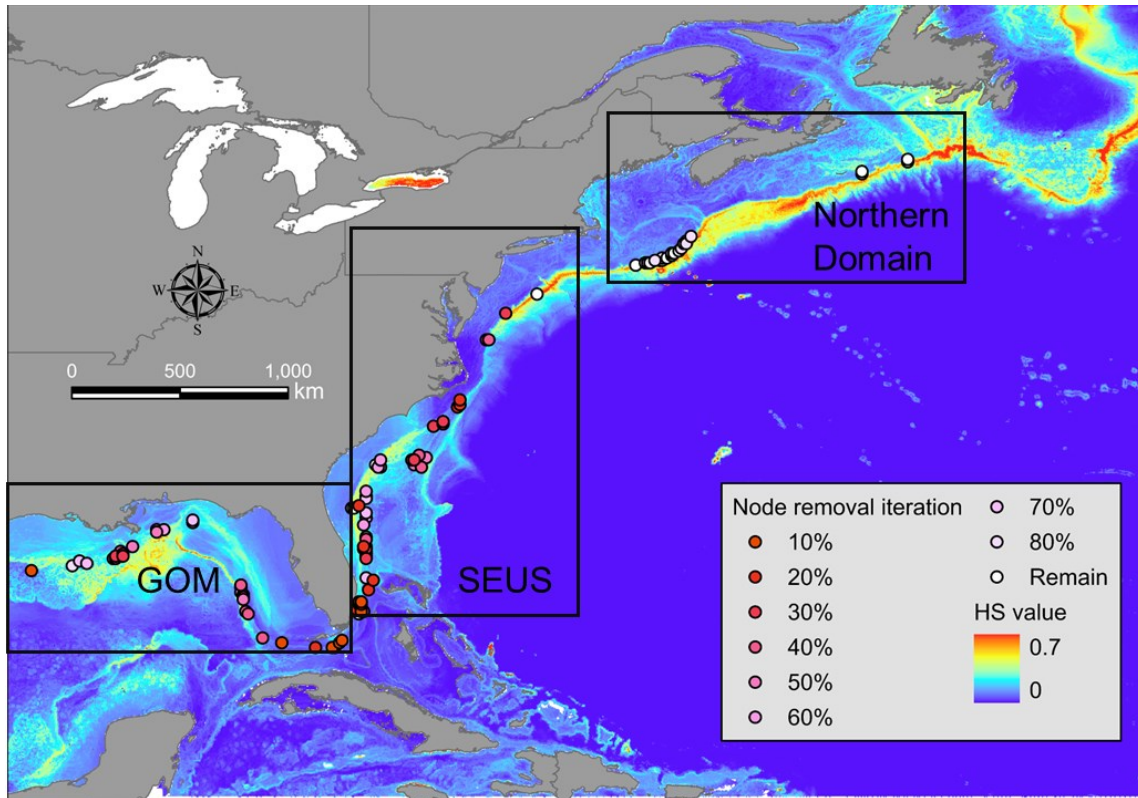 Northern
Domain
N
W
E
S
0 500 1,000
km
GOM
SEUS
Node removal iteration
10%
20%
30%
40%
50%
60%
70%
80%
Remain
HS value
0.7
0